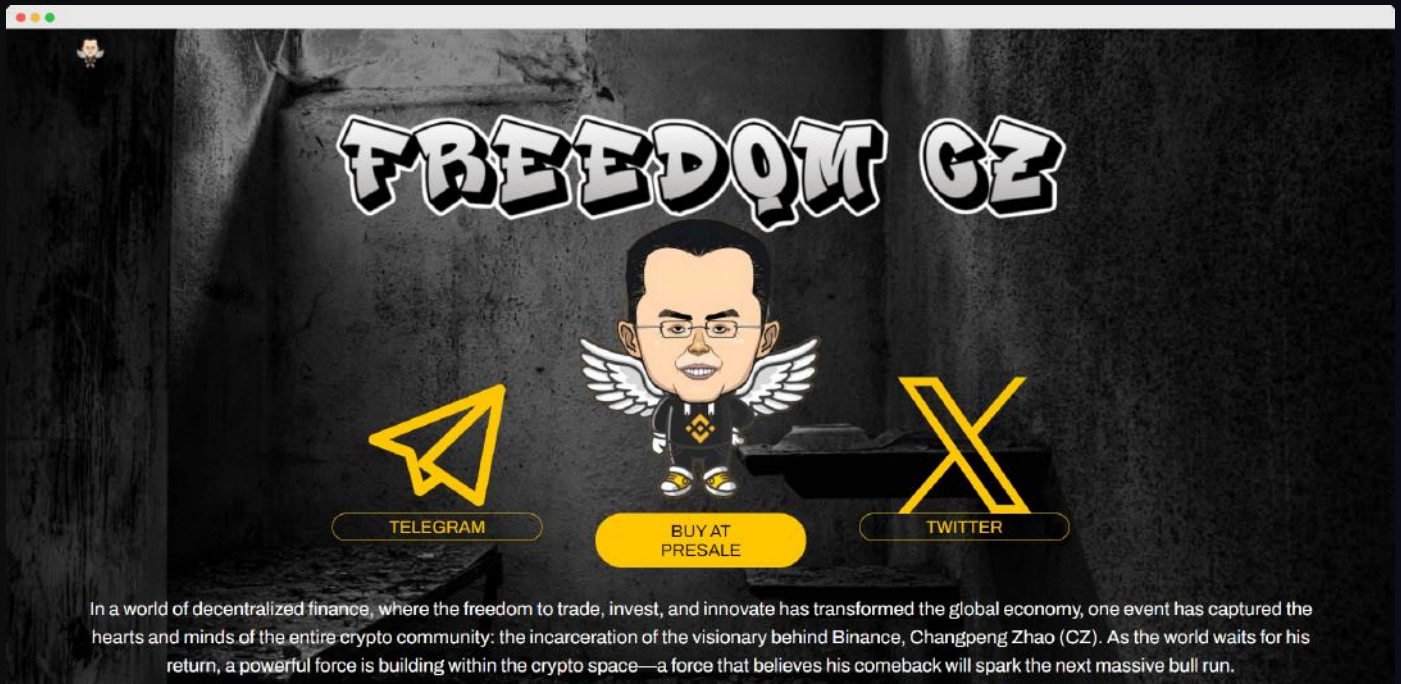 FREEDOM CZ
TELEGRAM
BUY AT
PRESALE
TWITTER
In a world of decentralized finance, where the freedom to trade, invest, and innovate has transformed the global economy, one event has captured the
hearts and minds of the entire crypto community: the incarceration of the visionary behind Binance, Changpeng Zhao (CZ). As the world waits for his
return, a powerful force is building within the crypto space—a force that believes his comeback will spark the next massive bull run.